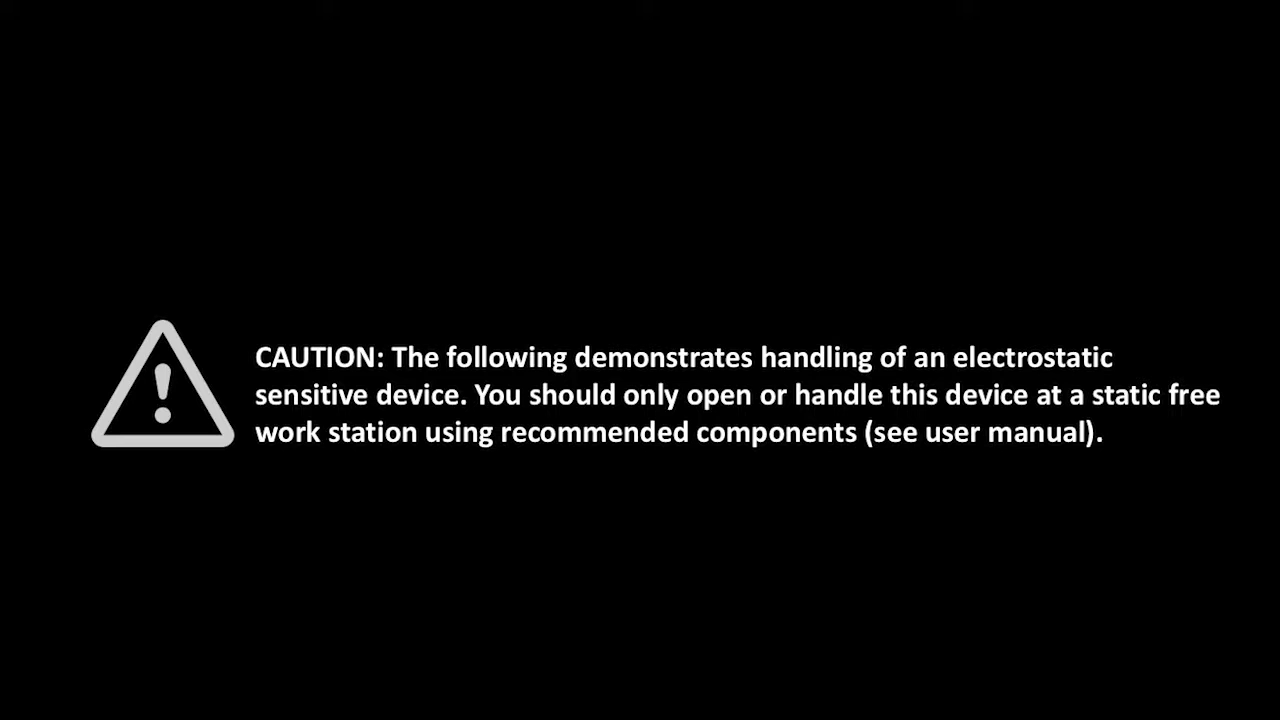 CAUTION: The following demonstrates handling of an electrostatic
sensitive device. You should only open or handle this device at a static free
work station using recommended components (see user manual).